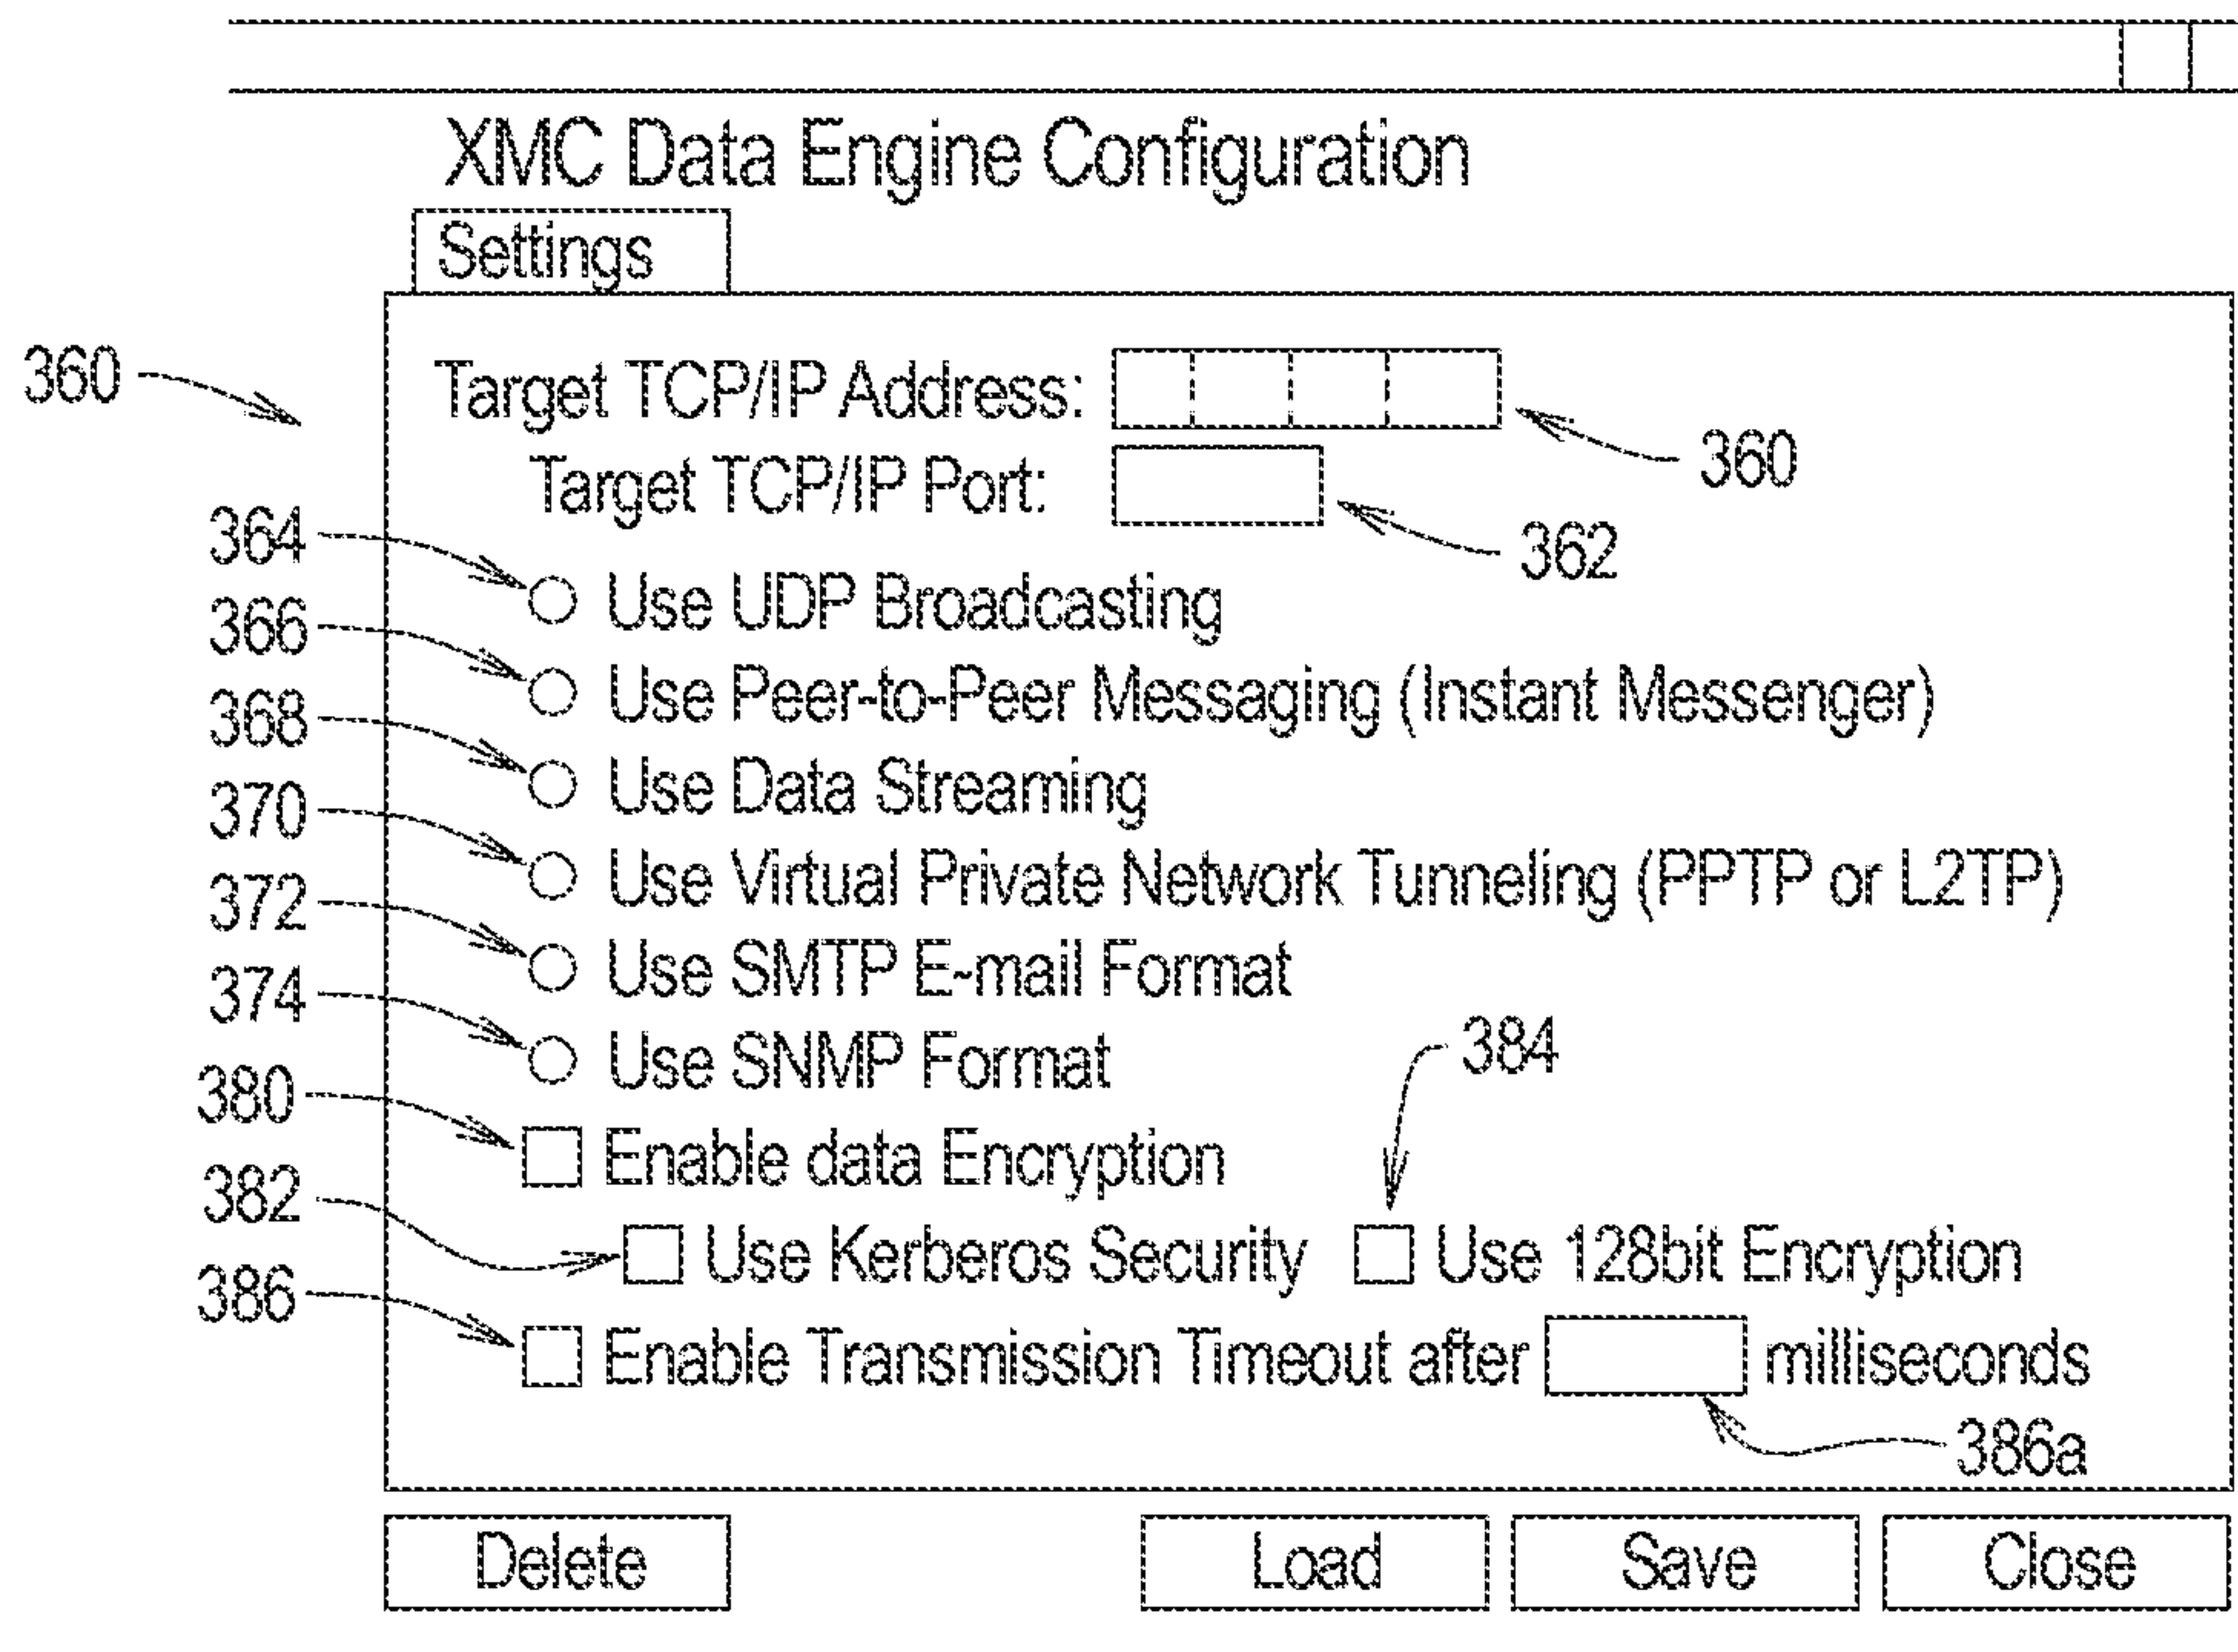 XMC Data Engine Configuration
Settings
360
Target TCP/IP Address:
360
Target TCP/IP Port:
362
364
Use UDP Broadcasting
366
Use Peer-to-Peer Messaging (Instant Messenger)
368
Use Data Streaming
370
Use Virtual Private Network Tunneling (PPTP or L2TP)
372
Use SMTP E-mail Format
374
Use SNMP Format
384
380
Enable data Encryption
382
Use Kerberos Security Use 128bit Encryption
386
Enable Transmission Timeout after milliseconds
386a
Delete Load Save Close